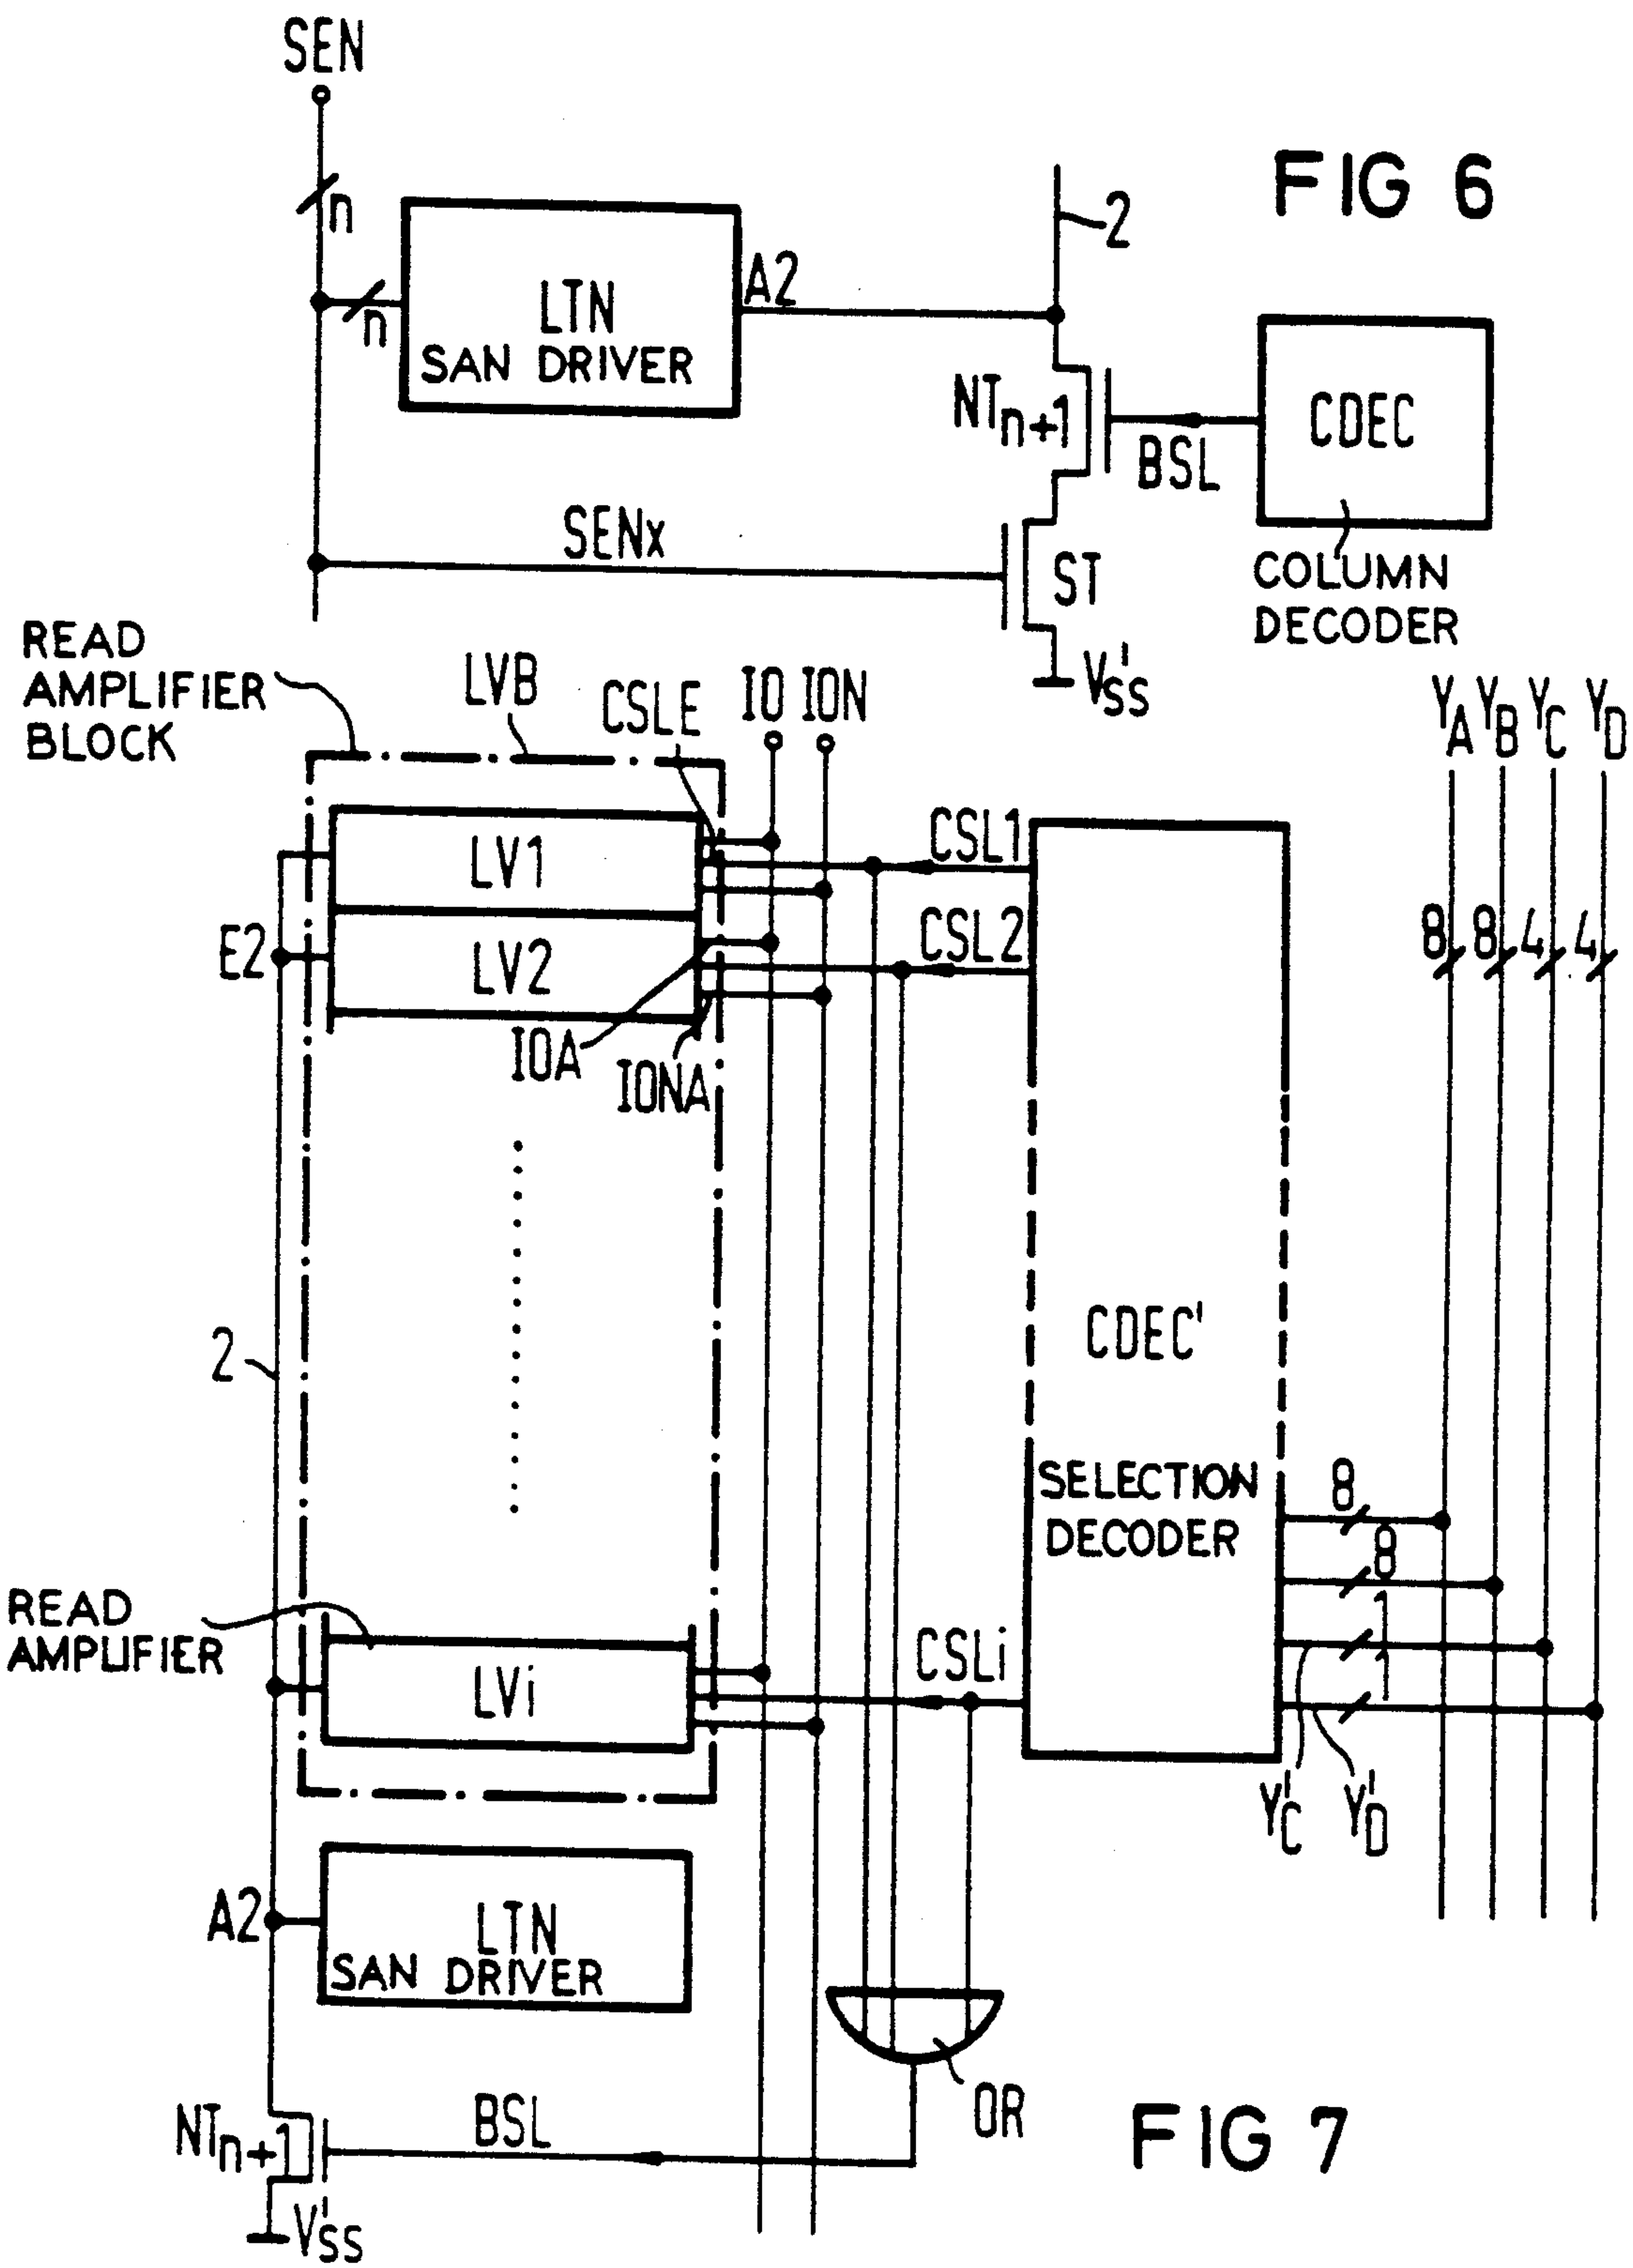 SEN
FIG 6
n
2
n
LTN
SAN DRIVER
A2
NTn+1
BSL
CDEC
SENx
ST
COLUMN
DECODER
V'SS
READ
AMPLIFIER
BLOCK
LVB
CSLE
IO
ION
YA
YB
YC
YD
LV1
CSL1
E2
LV2
CSL2
8
8
4
4
IOA
IONA
2
CDEC'
SELECTION
DECODER
8
8
1
1
READ
AMPLIFIER
LVi
CSLi
Y'C
Y'D
A2
LTN
SAN DRIVER
OR
NTn+1
BSL
FIG 7
V'SS